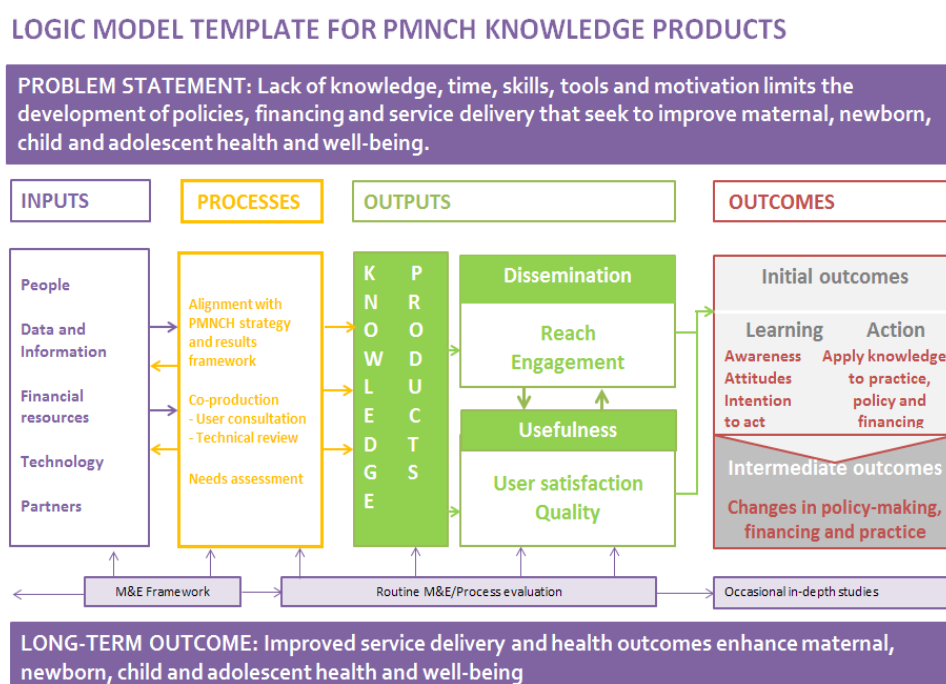 LOGIC MODEL TEMPLATE FOR PMNCH KNOWLEDGE PRODUCTS
PROBLEM STATEMENT: Lack of knowledge, time, skills, tools and motivation limits the
development of policies, financing and service delivery that seek to improve maternal, newborn,
child and adolescent health and well-being.
INPUTS
PROCESSES
OUTPUTS
OUTCOMES
People
Data and
Information
Financial
resources
Technology
Partners
Alignment with
PMNCH strategy
and results
framework
Co-production
- User consultation
- Technical review
Needs assessment
KNOWLEDGE
PRODUCTS
Dissemination
Reach
Engagement
Usefulness
User satisfaction
Quality
Initial outcomes
Learning
Awareness
Attitudes
Intention
to act
Action
Apply knowledge
to practice,
policy and
financing
Intermediate outcomes
Changes in policy-making,
financing and practice
M&E Framework
Routine M&E/Process evaluation
Occasional in-depth studies
LONG-TERM OUTCOME: Improved service delivery and health outcomes enhance maternal,
newborn, child and adolescent health and well-being